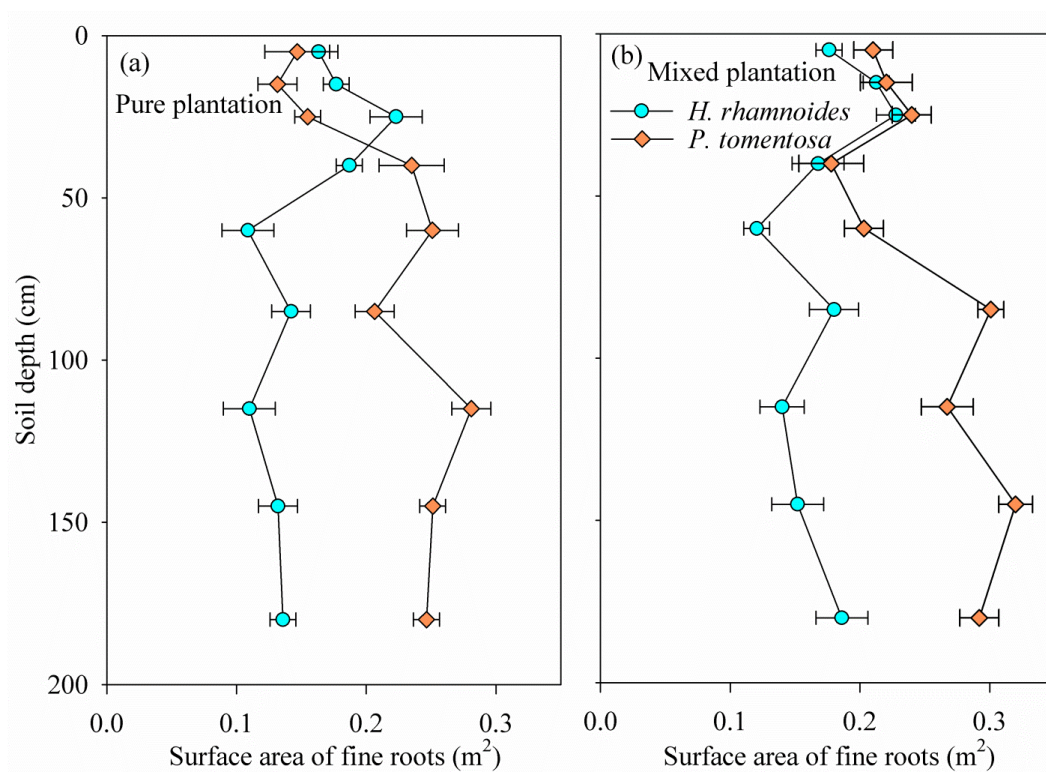 (a)
Pure plantation
(b)
Mixed plantation
H. rhamnoides
P. tomentosa
Soil depth (cm)
0
50
100
150
200
0.0 0.1 0.2 0.3
0.0 0.1 0.2 0.3
Surface area of fine roots (m²)
Surface area of fine roots (m²)